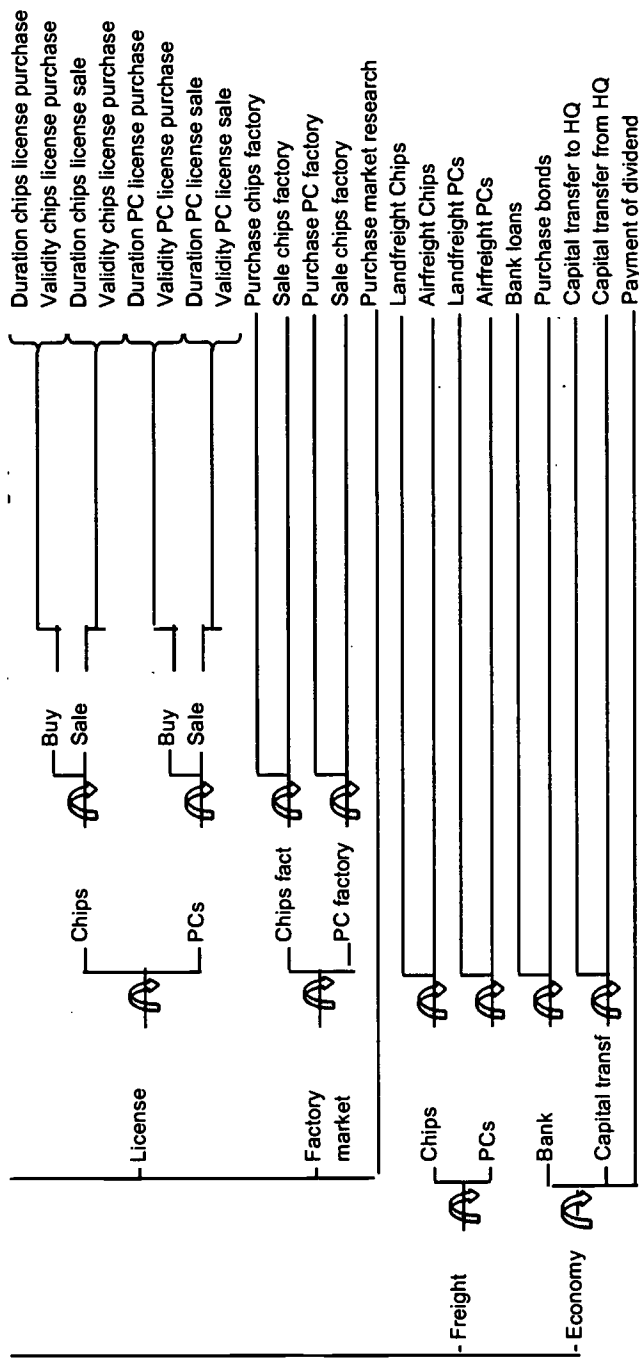 License
Factory
market
- Freight
- Economy
Chips
PCs
Chips fact
PC factory
Chips
PCs
Bank
Capital transf
Buy
Sale
Buy
Sale
Duration chips license purchase
Validity chips license purchase
Duration chips license sale
Validity chips license purchase
Duration PC license purchase
Validity PC license purchase
Duration PC license sale
Validity PC license sale
Purchase chips factory
Sale chips factory
Purchase PC factory
Sale chips factory
Purchase market research
Landfreight Chips
Airfreight Chips
Landfreight PCs
Airfreight PCs
Bank loans
Purchase bonds
Capital transfer to HQ
Capital transfer from HQ
Payment of dividend